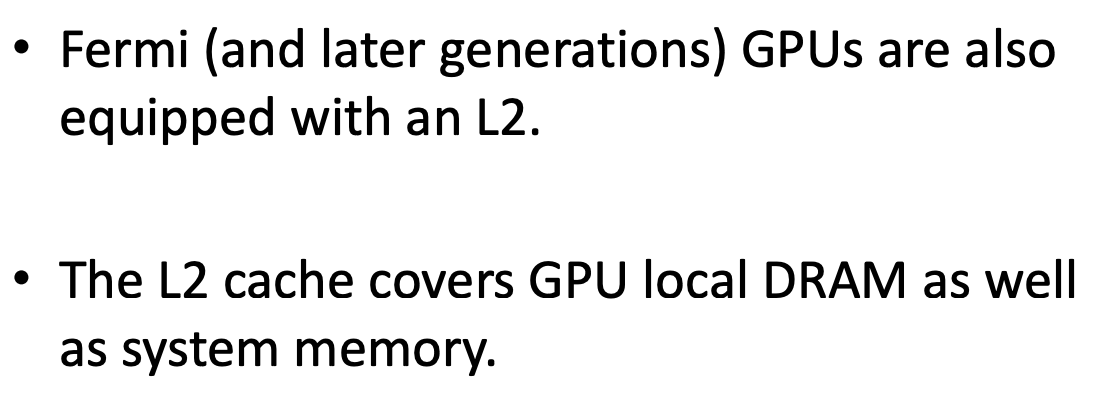 • Fermi (and later generations) GPUs are also
equipped with an L2.
• The L2 cache covers GPU local DRAM as well
as system memory.